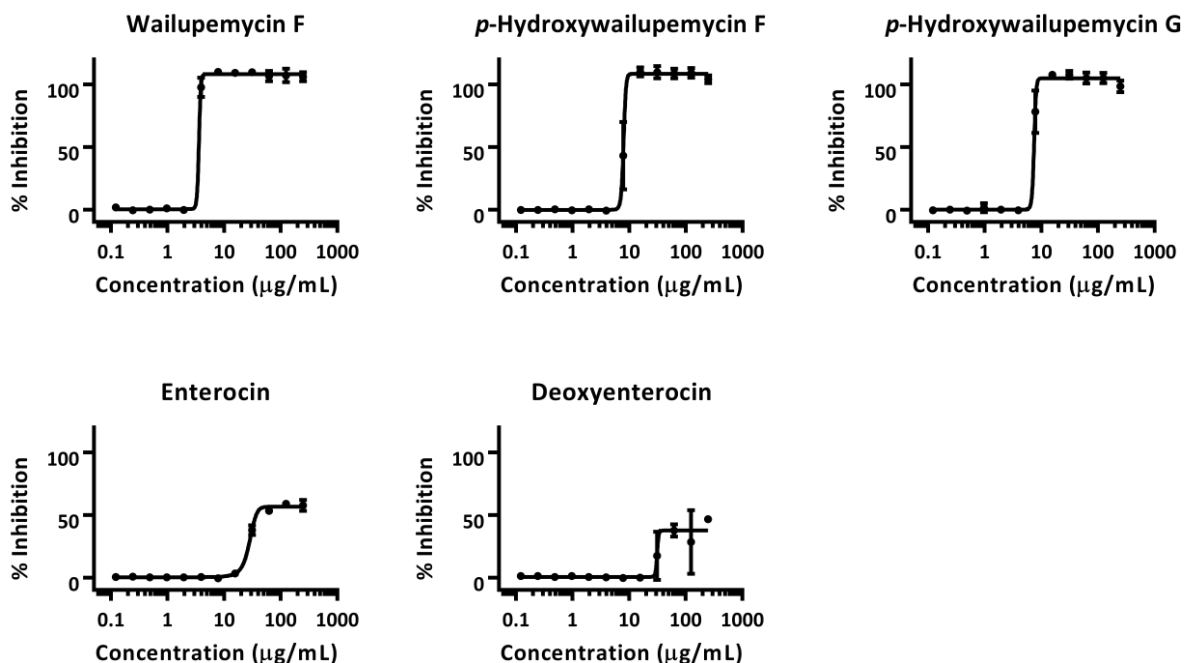 Wailupemycin F
% Inhibition
100
50
0
0.1 1 10 100 1000
Concentration (μg/mL)
p-Hydroxywailupemycin F
% Inhibition
100
50
0
0.1 1 10 100 1000
Concentration (μg/mL)
p-Hydroxywailupemycin G
% Inhibition
100
50
0
0.1 1 10 100 1000
Concentration (μg/mL)
Enterocin
% Inhibition
100
50
0
0.1 1 10 100 1000
Concentration (μg/mL)
Deoxyenterocin
% Inhibition
100
50
0
0.1 1 10 100 1000
Concentration (μg/mL)